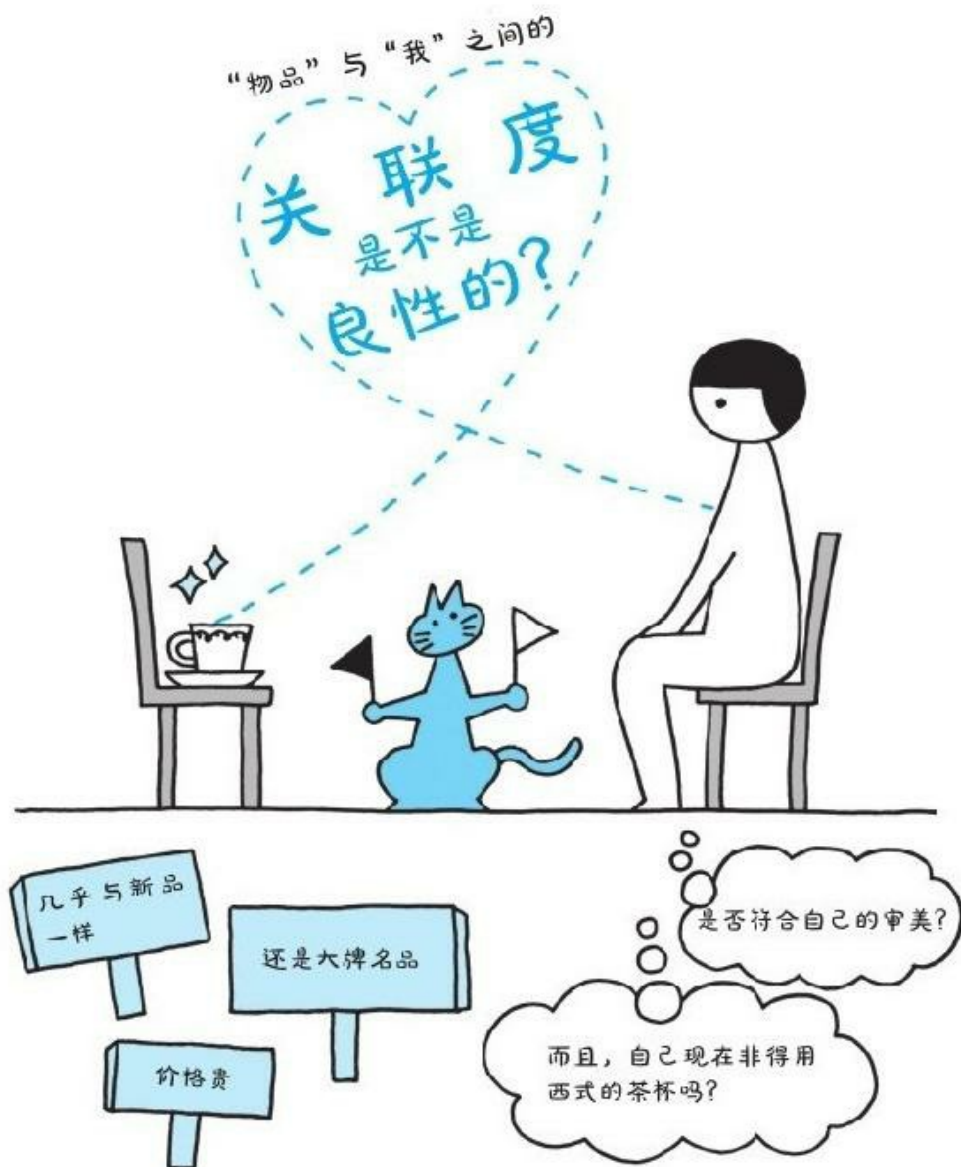 “物品”与“我”之间的
关联度
是不是
良性的?
几乎与新品
一样
还是大牌名品
价格贵
是否符合自己的审美?
而且，自己现在非得用
西式的茶杯吗?